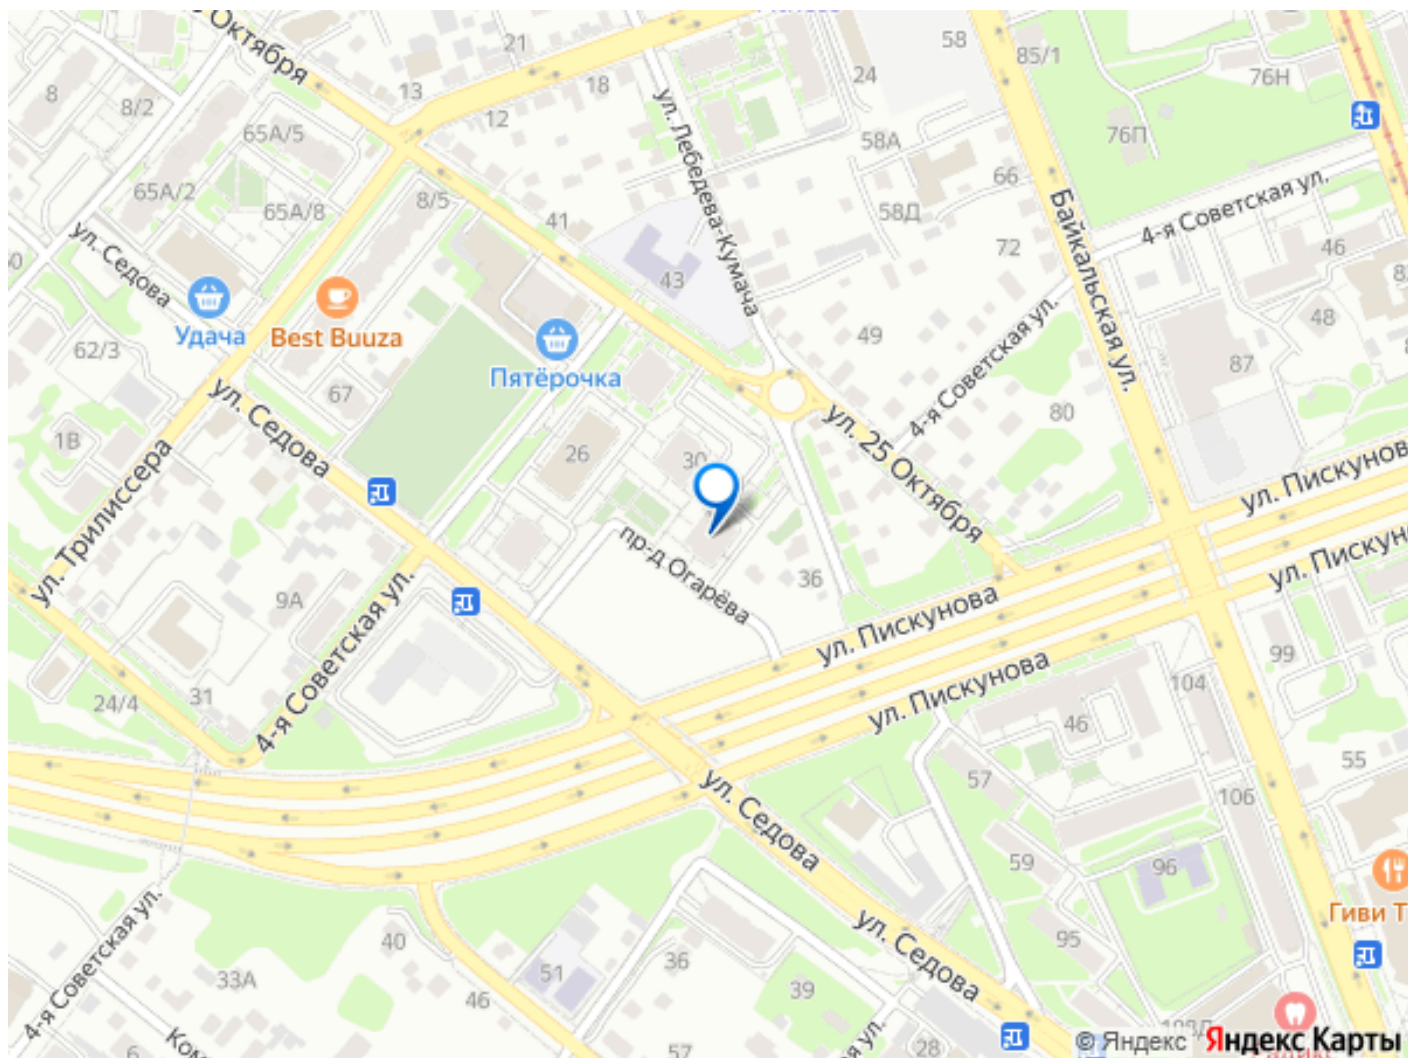 Октября
21
58
85/1
76Н
8
8/2
13
18
24
12
65А/5
58А
76П
ул. Лебедева-Кумача
65А/2
65А/8
8/5
41
66
58Д
Байкальская ул.
4-я Советская ул.
ул. Седова
43
72
46
Удача
Best Buuza
Пятёрочка
62/3
67
49
48
87
4-я Советская ул.
80
ул. Седова
1В
26
30
ул. 25 Октября
ул. Трилиссера
ул. Пискунов
пр-д Огарёва
36
ул. Пискун
9А
4-я Советская ул.
ул. Пискунова
ул. Пискунова
99
104
24/4
31
46
55
57
106
ул. Седова
59
96
4-я Советская ул.
ул. Седова
Гиви Т
95
40
33А
51
36
46
39
57
28
6
© Яндекс
Яндекс Карты